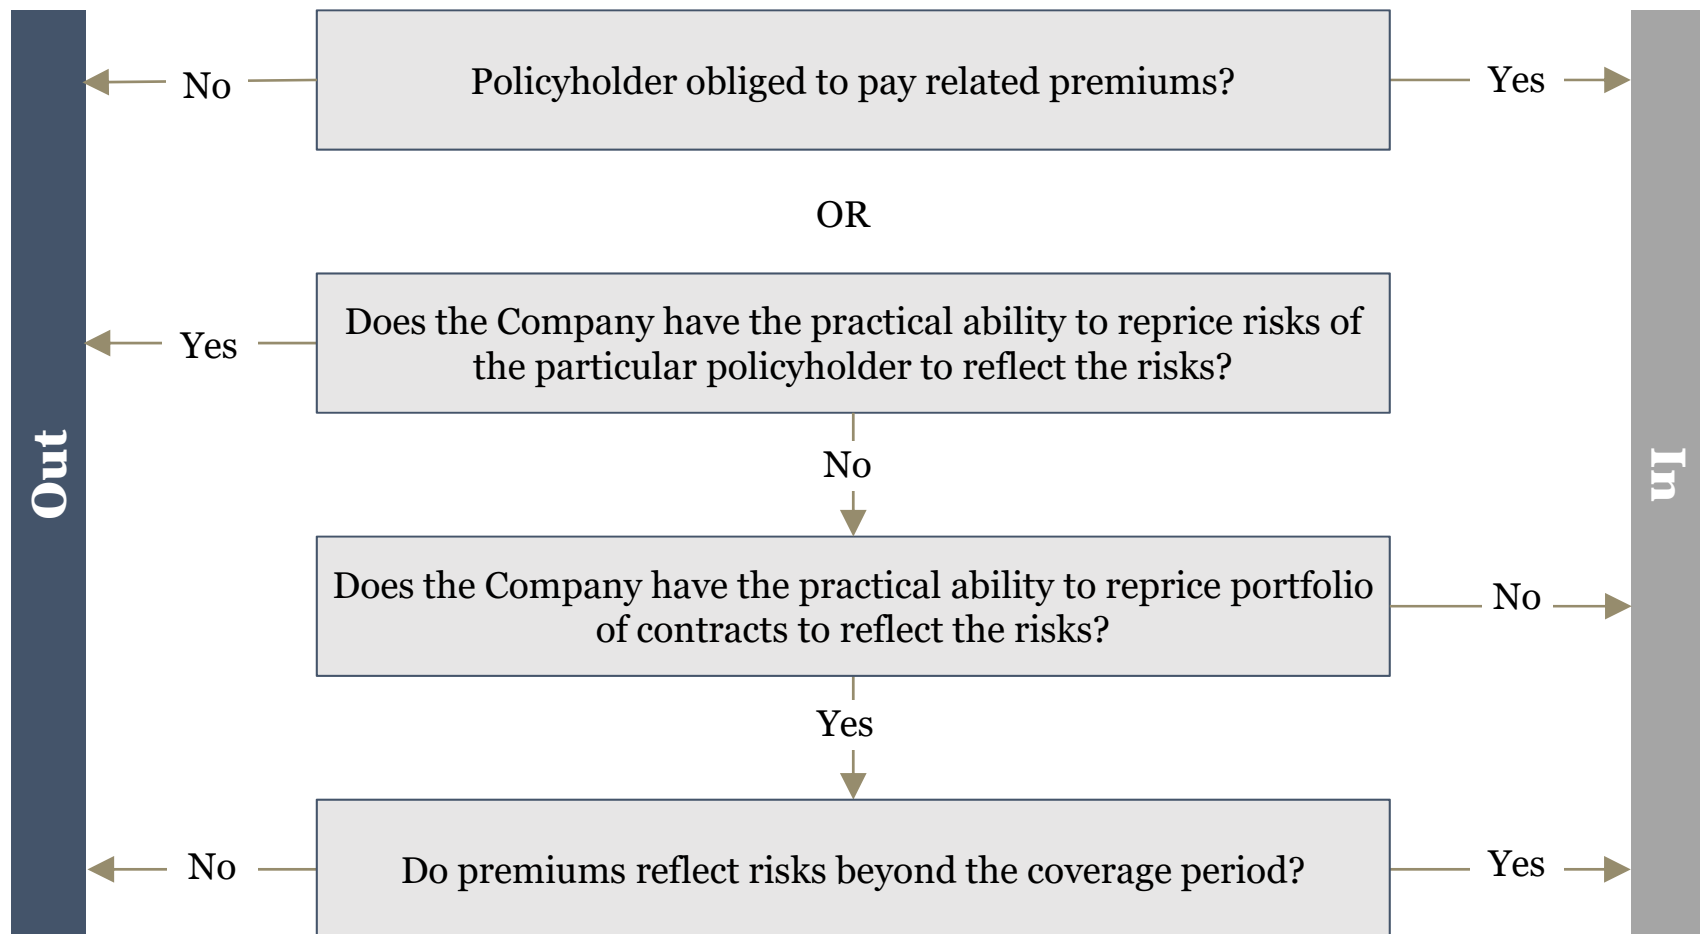 No
Policyholder obliged to pay related premiums?
Yes
OR
Does the Company have the practical ability to reprice risks of
the particular policyholder to reflect the risks?
Yes
No
Out
In
Does the Company have the practical ability to reprice portfolio
of contracts to reflect the risks?
No
Yes
No
Do premiums reflect risks beyond the coverage period?
Yes